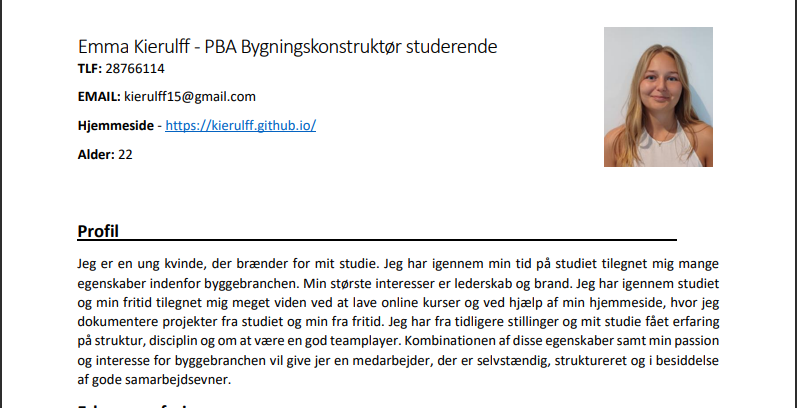 Emma Kierulff - PBA Bygningskonstruktør studerende
TLF: 28766114
EMAIL: kierulff15@gmail.com
Hjemmeside - https://kierulff.github.io/
Alder: 22
Profil
Jeg er en ung kvinde, der brænder for mit studie. Jeg har igennem min tid på studiet tilegnet mig mange
egenskaber indenfor byggebranchen. Min største interesser er lederskab og brand. Jeg har igennem studiet
og min fritid tilegnet mig meget viden ved at lave online kurser og ved hjælp af min hjemmeside, hvor jeg
dokumentere projekter fra studiet og min fra fritid. Jeg har fra tidligere stillinger og mit studie fået erfaring
på struktur, disciplin og om at være en god teamplayer. Kombinationen af disse egenskaber samt min passion
og interesse for byggebranchen vil give jer en medarbejder, der er selvstændig, struktureret og i besiddelse
af gode samarbejdsevner.